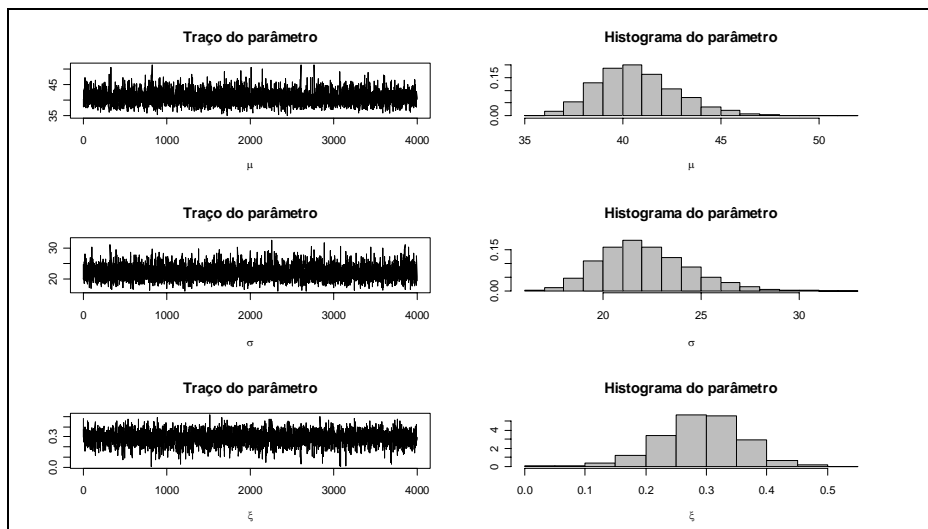 Traço do parâmetro
35 45
0 1000 2000 3000 4000
μ
Histograma do parâmetro
0.00 0.15
35 40 45 50
μ
Traço do parâmetro
20 30
0 1000 2000 3000 4000
σ
Histograma do parâmetro
0.00 0.15
20 25 30
σ
Traço do parâmetro
0.0 0.3
0 1000 2000 3000 4000
ξ
Histograma do parâmetro
0 2 4
0.0 0.1 0.2 0.3 0.4 0.5
ξ